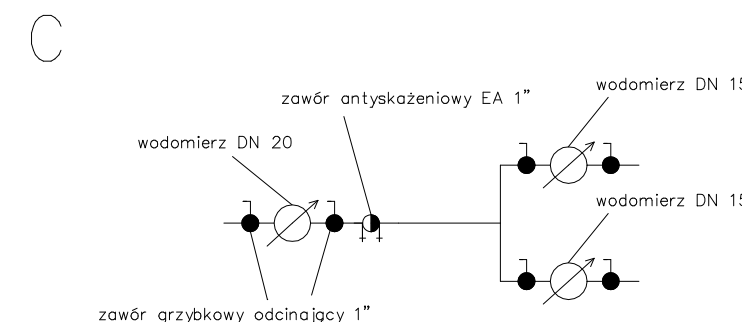 C
wodomierz DN 15
zawór antyskażeniowy EA 1"
wodomierz DN 20
wodomierz DN 15
zawór grzybkowy odcinający 1"